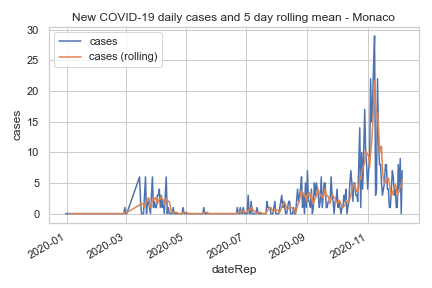 New COVID-19 daily cases and 5 day rolling mean - Monaco
cases
cases (rolling)
30
25
20
15
10
5
0
cases
2020-01
2020-03
2020-05
2020-07
2020-09
2020-11
dateRep